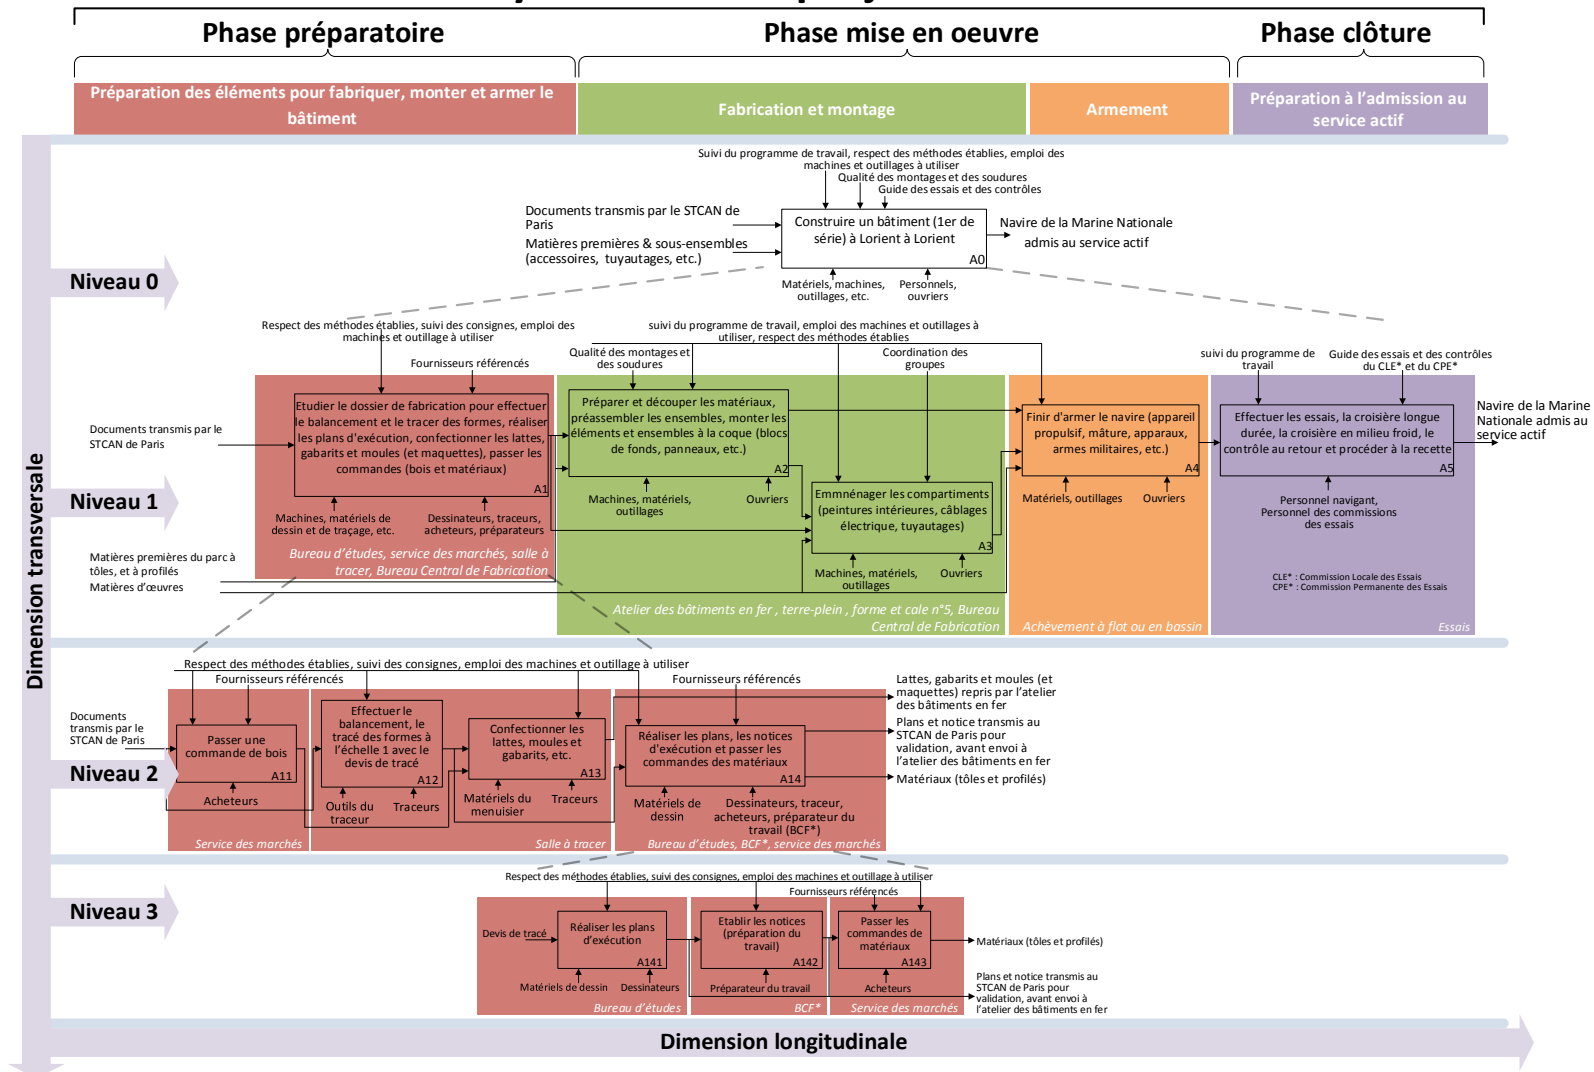 Phase préparatoire
Phase mise en oeuvre
Phase clôture
Préparation des éléments pour fabriquer, monter et armer le
bâtiment
Fabrication et montage
Armement
Préparation à l'admission au
service actif
Dimension transversale
Niveau 0
Suivi du programme de travail, respect des méthodes établies, emploi des
machines et outillages à utiliser
Qualité des montages et des soudures
Guide des essais et des contrôles
Documents transmis par le STCAN de
Paris
Matières premières & sous-ensembles
(accessoires, tuyautages, etc.)
Construire un bâtiment (1er de
série) à Lorient à Lorient
A0
Navire de la Marine Nationale
admis au service actif
Matériels, machines,
outillages, etc.
Personnels,
ouvriers
Niveau 1
Respect des méthodes établies, suivi des consignes, emploi des
machines et outillage à utiliser
Fournisseurs référencés
Documents transmis par le
STCAN de Paris
Etudier le dossier de fabrication pour effectuer
le balancement et le tracer des formes, réaliser
les plans d'exécution, confectionner les lattes,
gabarits et moules (et maquettes), passer les
commandes (bois et matériaux)
A1
Machines, matériels de
dessin et de traçage, etc.
Dessinateurs, traceurs,
acheteurs, préparateurs
Bureau d'études, service des marchés, salle à
tracer, Bureau Central de Fabrication
Matières premières du parc à
tôles, et à profilés
Matières d'œuvres
suivi du programme de travail, emploi des machines et outillages à
utiliser, respect des méthodes établies
Qualité des montages et
des soudures
Coordination des
groupes
Préparer et découper les matériaux,
préassembler les ensembles, monter les
éléments et ensembles à la coque (blocs
de fonds, panneaux, etc.)
A2
Machines, matériels,
outillages
Ouvriers
Emmnénager les compartiments
(peintures intérieures, câblages
électrique, tuyautages)
A3
Machines, matériels,
outillages
Ouvriers
Atelier des bâtiments en fer , terre-plein , forme et cale n°5, Bureau
Central de Fabrication
Finir d'armer le navire (appareil
propulsif, mâture, apparaux,
armes militaires, etc.)
A4
Matériels, outillages
Ouvriers
Achèvement à flot ou en bassin
suivi du programme de
travail
Guide des essais et des contrôles
du CLE* et du CPE*
Effectuer les essais, la croisière longue
durée, la croisière en milieu froid, le
contrôle au retour et procéder à la recette
A5
Navire de la Marine
Nationale admis au
service actif
Personnel navigant,
Personnel des commissions
des essais
CLE* : Commission Locale des Essais
CPE* : Commission Permanente des Essais
Essais
Niveau 2
Respect des méthodes établies, suivi des consignes, emploi des machines et outillage à utiliser
Fournisseurs référencés
Documents
transmis par le
STCAN de Paris
Passer une
commande de bois
A11
Acheteurs
Service des marchés
Effectuer le
balancement, le
tracé des formes à
l'échelle 1 avec le
devis de tracé
A12
Outils du
traceur
Traceurs
Confectionner les
lattes, moules et
gabarits, etc.
A13
Matériels du
menuisier
Traceurs
Salle à tracer
Fournisseurs référencés
Réaliser les plans, les notices
d'exécution et passer les
commandes des matériaux
A14
Matériels de
dessin
Dessinateurs, traceur,
acheteurs, préparateur du
travail (BCF*)
Bureau d'études, BCF*, service des marchés
Lattes, gabarits et moules (et
maquettes) repris par l'atelier
des bâtiments en fer
Plans et notice transmis au
STCAN de Paris pour
validation, avant envoi à
l'atelier des bâtiments en fer
Matériaux (tôles et profilés)
Niveau 3
Respect des méthodes établies, suivi des consignes, emploi des machines et outillage à utiliser
Fournisseurs référencés
Devis de tracé
Réaliser les plans
d'exécution
A141
Matériels de dessin
Dessinateurs
Bureau d'études
Etablir les notices
(préparation du
travail)
A142
Préparateur du travail
BCF*
Passer les
commandes de
matériaux
A143
Acheteurs
Service des marchés
Matériaux (tôles et profilés)
Plans et notice transmis au
STCAN de Paris pour
validation, avant envoi à
l'atelier des bâtiments en fer
Dimension longitudinale